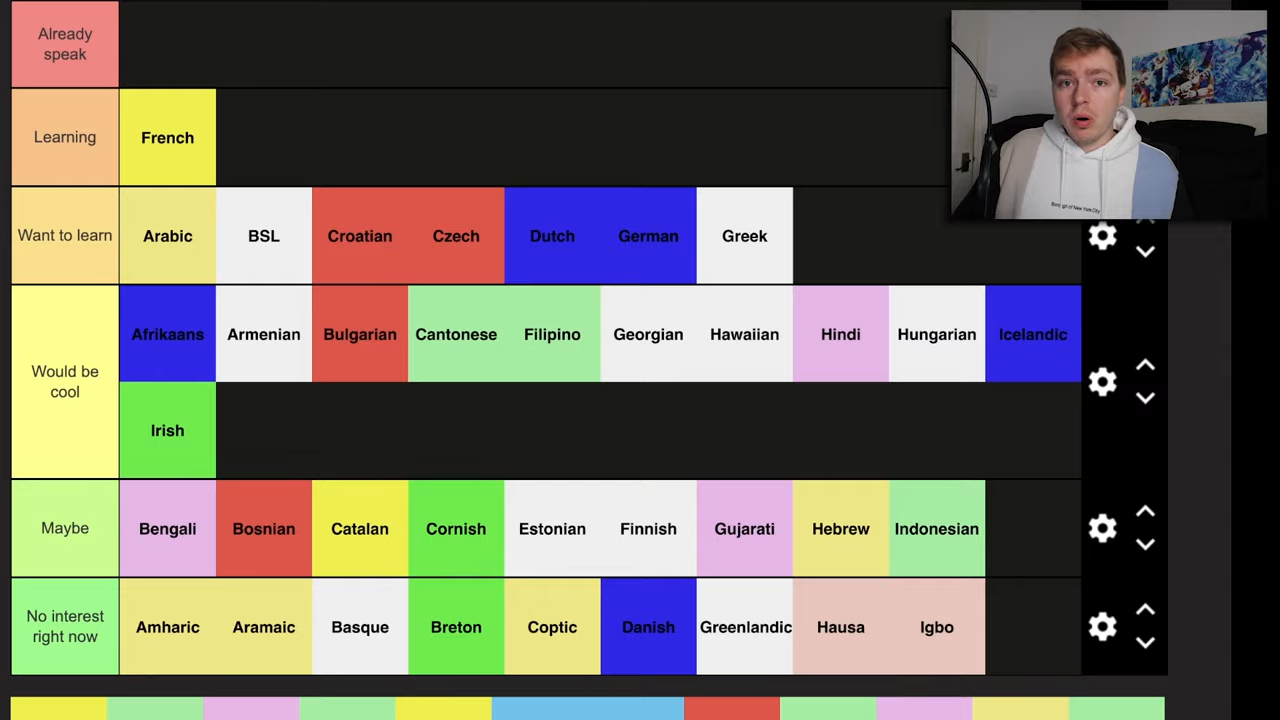 Already
speak
Learning
French
Want to learn
Arabic
BSL
Croatian
Czech
Dutch
German
Greek
Would be
cool
Afrikaans
Armenian
Bulgarian
Cantonese
Filipino
Georgian
Hawaiian
Hindi
Hungarian
Icelandic
Irish
Maybe
Bengali
Bosnian
Catalan
Cornish
Estonian
Finnish
Gujarati
Hebrew
Indonesian
No interest
right now
Amharic
Aramaic
Basque
Breton
Coptic
Danish
Greenlandic
Hausa
Igbo